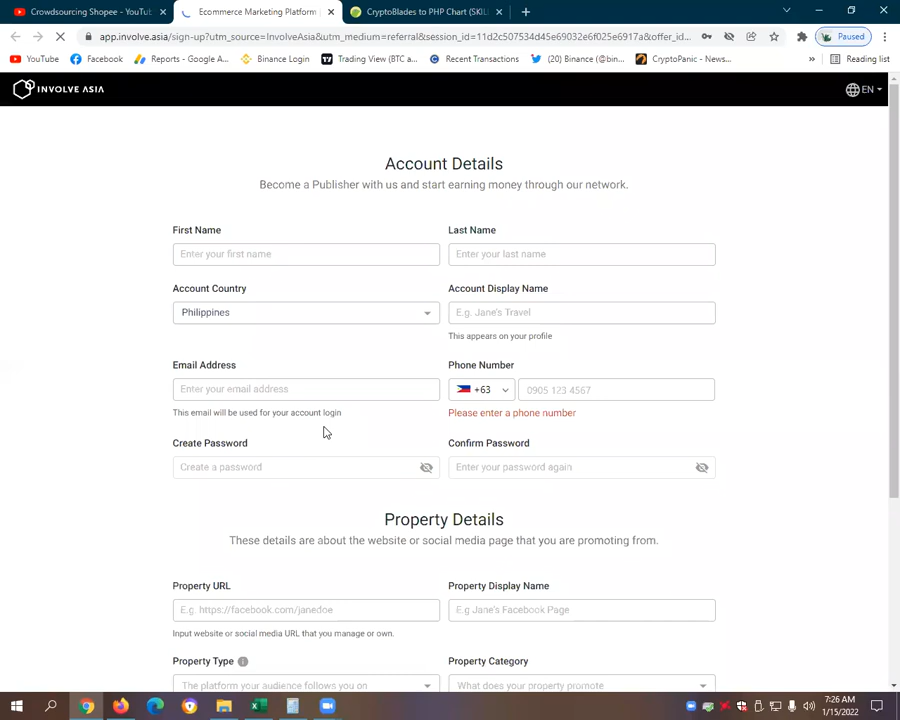 Crowdsourcing Shopee - YouTub
Ecommerce Marketing Platform
CryptoBlades to PHP Chart (SKILL
app.involve.asia/sign-up?utm_source=InvolveAsia&utm_medium=referral&session_id=11d2c507534d45e69032e6f025e6917a&offer_id...
Paused
YouTube
Facebook
Reports - Google A...
Binance Login
Trading View (BTC a...
Recent Transactions
(20) Binance (@bin...
CryptoPanic - News...
»
Reading list
INVOLVE ASIA
EN
Account Details
Become a Publisher with us and start earning money through our network.
First Name
Last Name
Enter your first name
Enter your last name
Account Country
Account Display Name
Philippines
E.g. Jane's Travel
This appears on your profile
Email Address
Phone Number
Enter your email address
+63
0905 123 4567
This email will be used for your account login
Please enter a phone number
Create Password
Confirm Password
Create a password
Enter your password again
Property Details
These details are about the website or social media page that you are promoting from.
Property URL
Property Display Name
E.g. https://facebook.com/janedoe
E.g Jane's Facebook Page
Input website or social media URL that you manage or own.
Property Type
Property Category
The platform your audience follows you on
What does your property promote
7:26 AM
1/15/2022